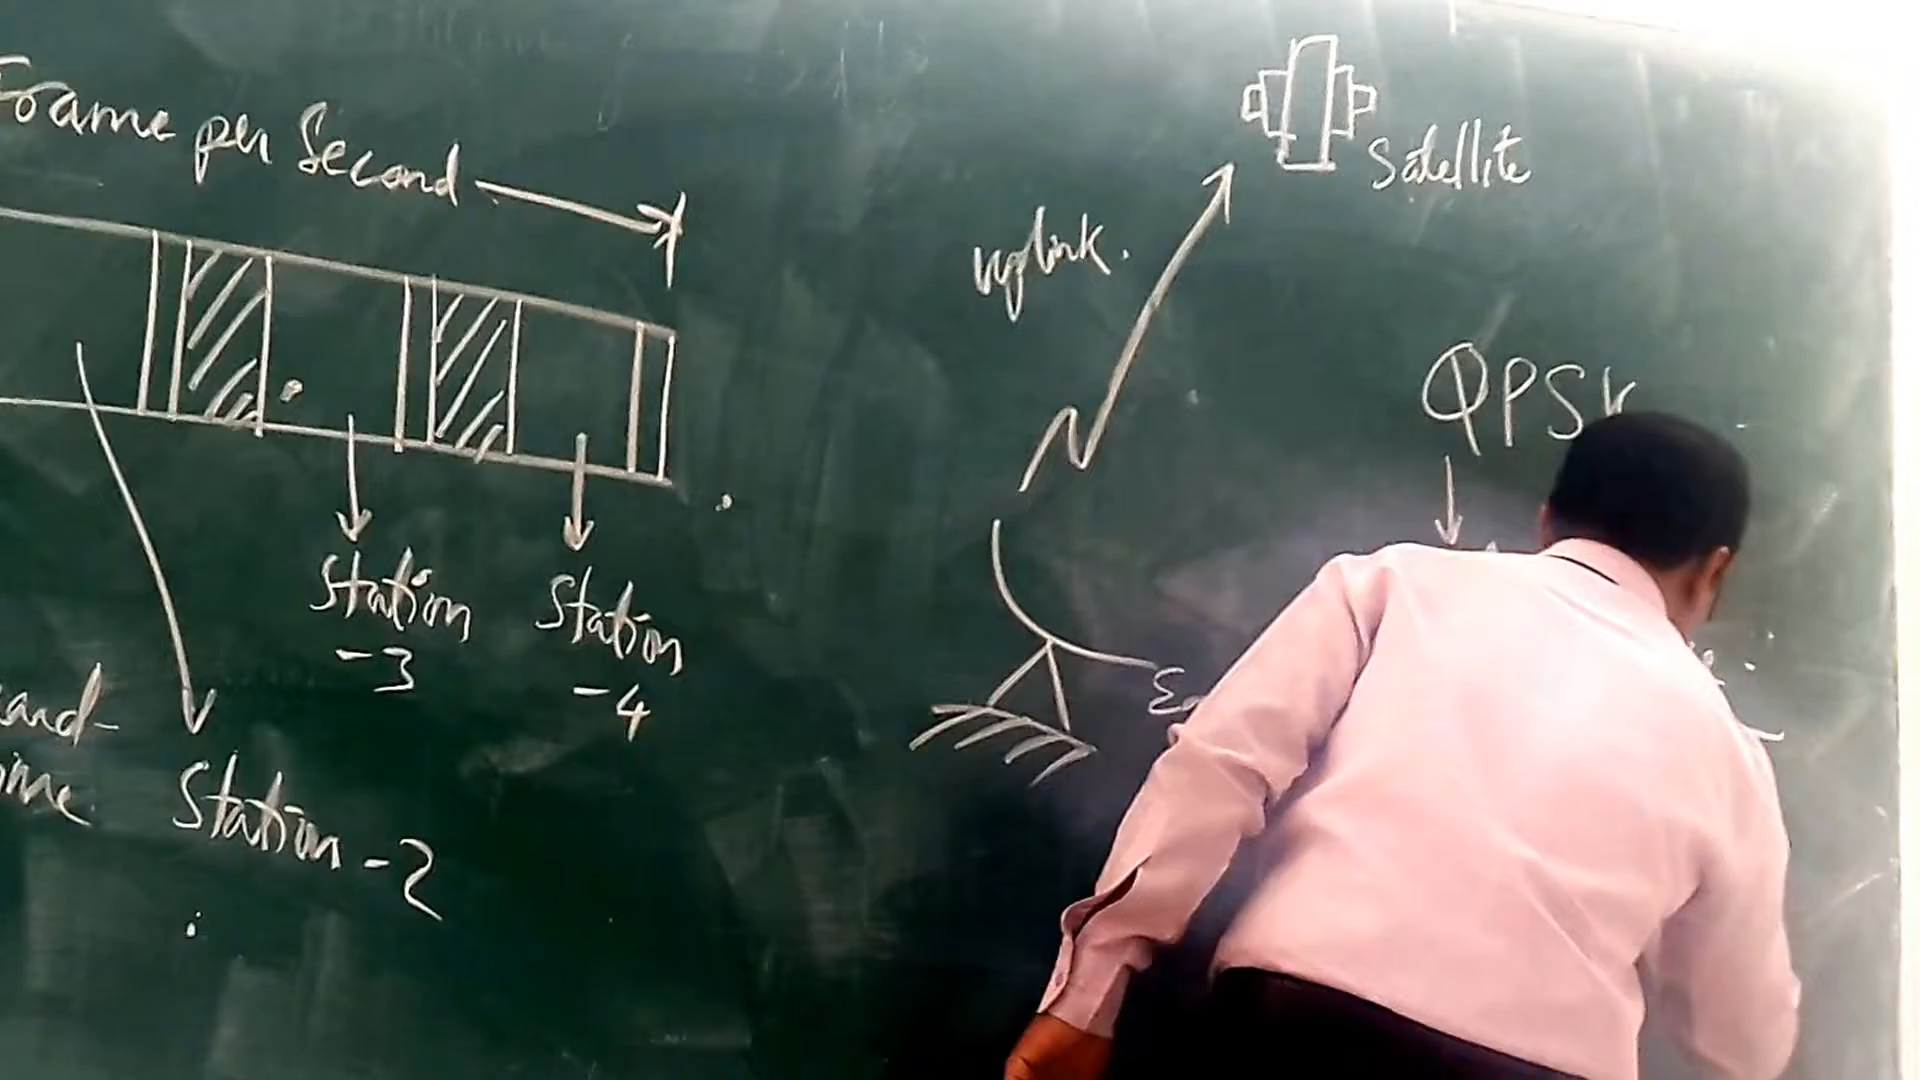 Frame per Second
Satellite
uplink.
QPSK
Station
-3
Station
-4
Station-2